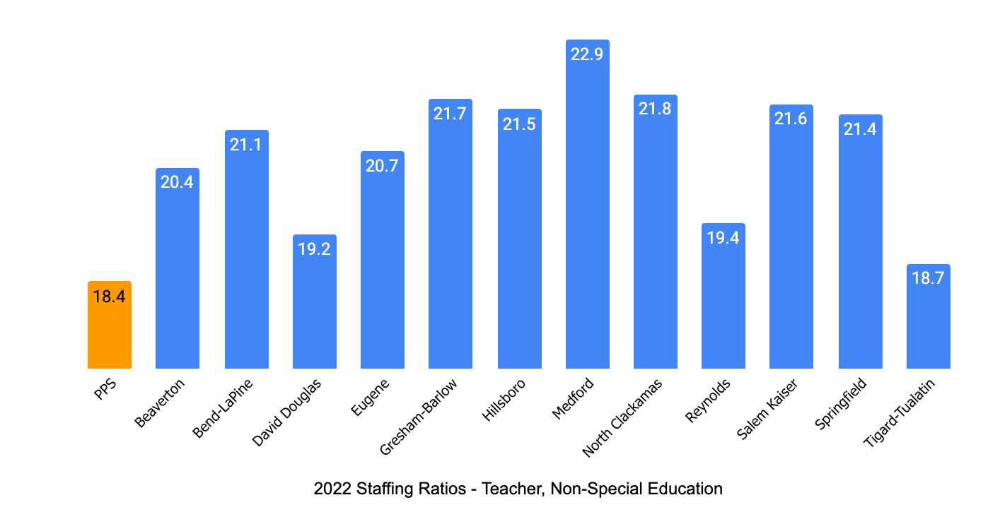 22.9
21.7
21.8
21.5
21.6
21.4
21.1
20.7
20.4
19.4
19.2
18.7
18.4
PPS
Beaverton
Bend-LaPine
David Douglas
Eugene
Gresham-Barlow
Hillsboro
Medford
North Clackamas
Reynolds
Salem Kaiser
Springfield
Tigard-Tualatin
2022 Staffing Ratios - Teacher, Non-Special Education